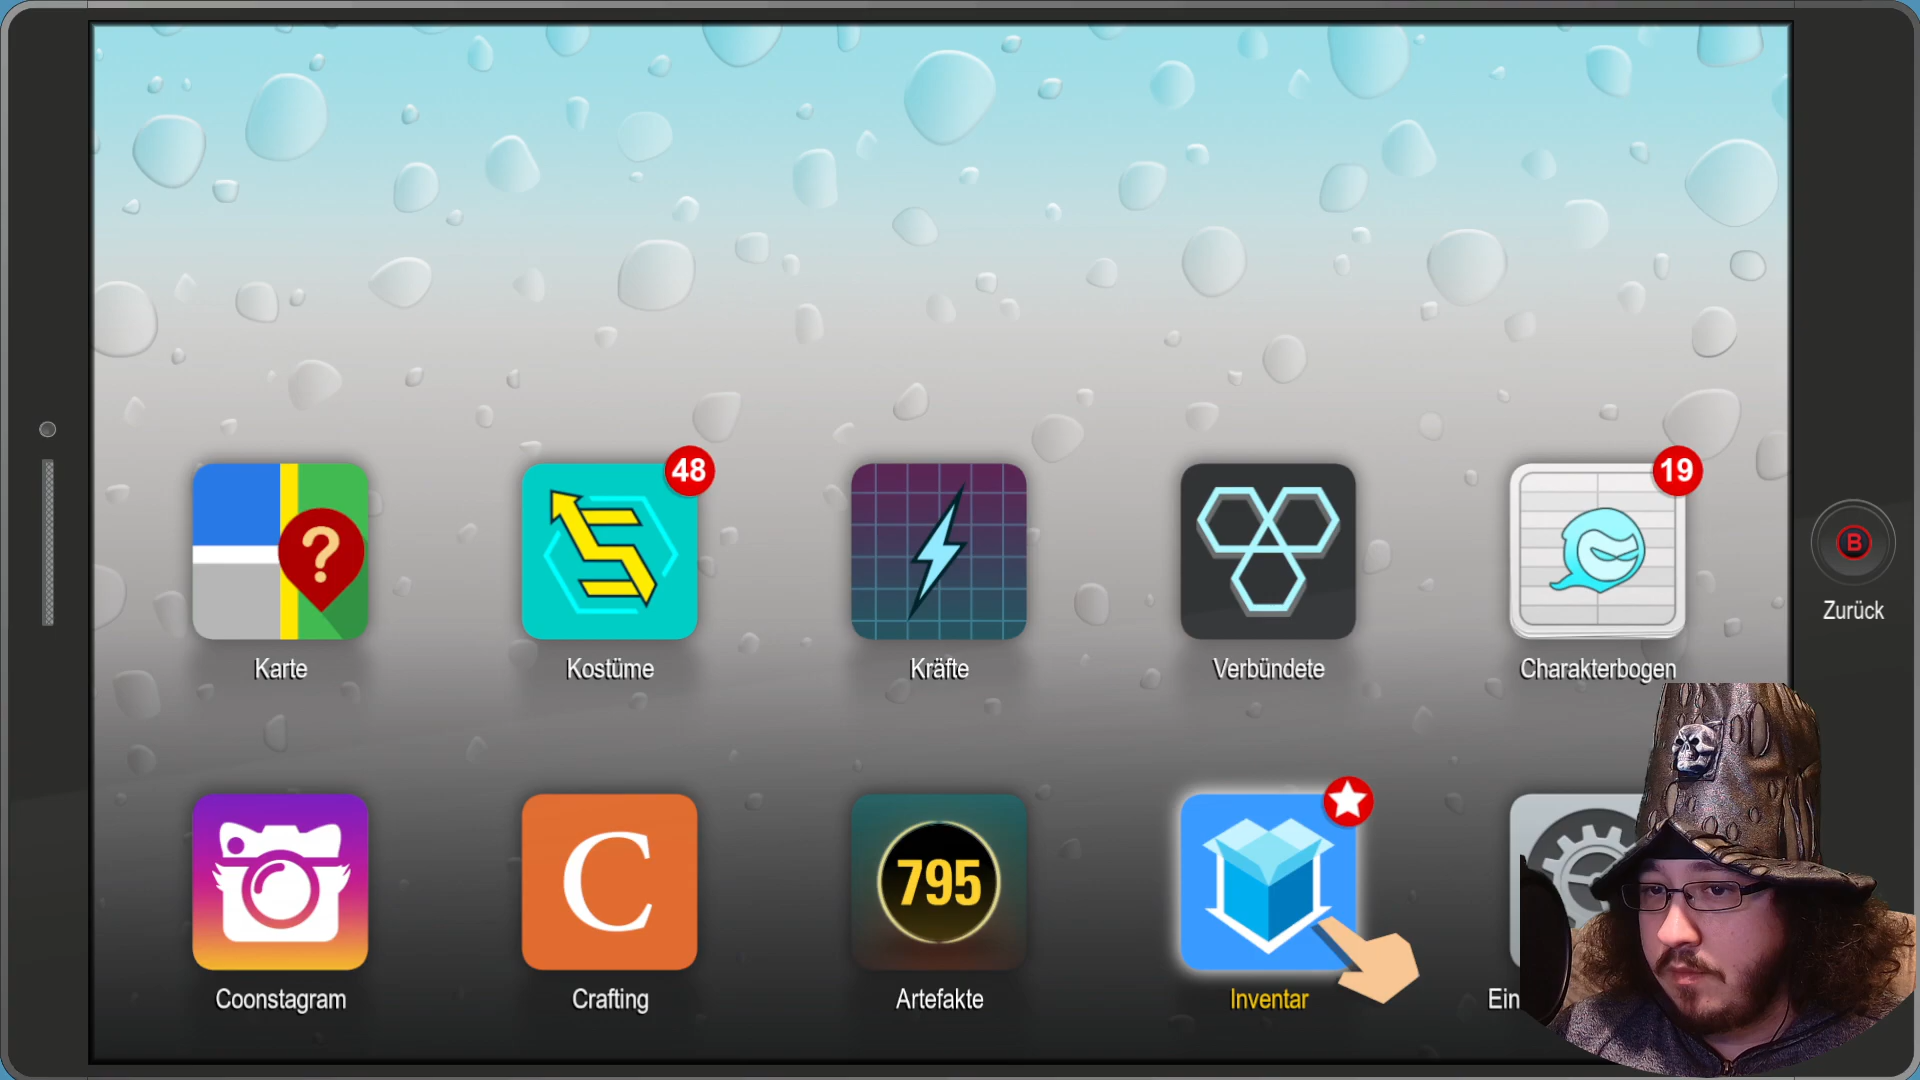 48
19
?
B
Zurück
Karte
Kostüme
Kräfte
Verbündete
Charakterbogen
C
795
Coonstagram
Crafting
Artefakte
Inventar
Ein